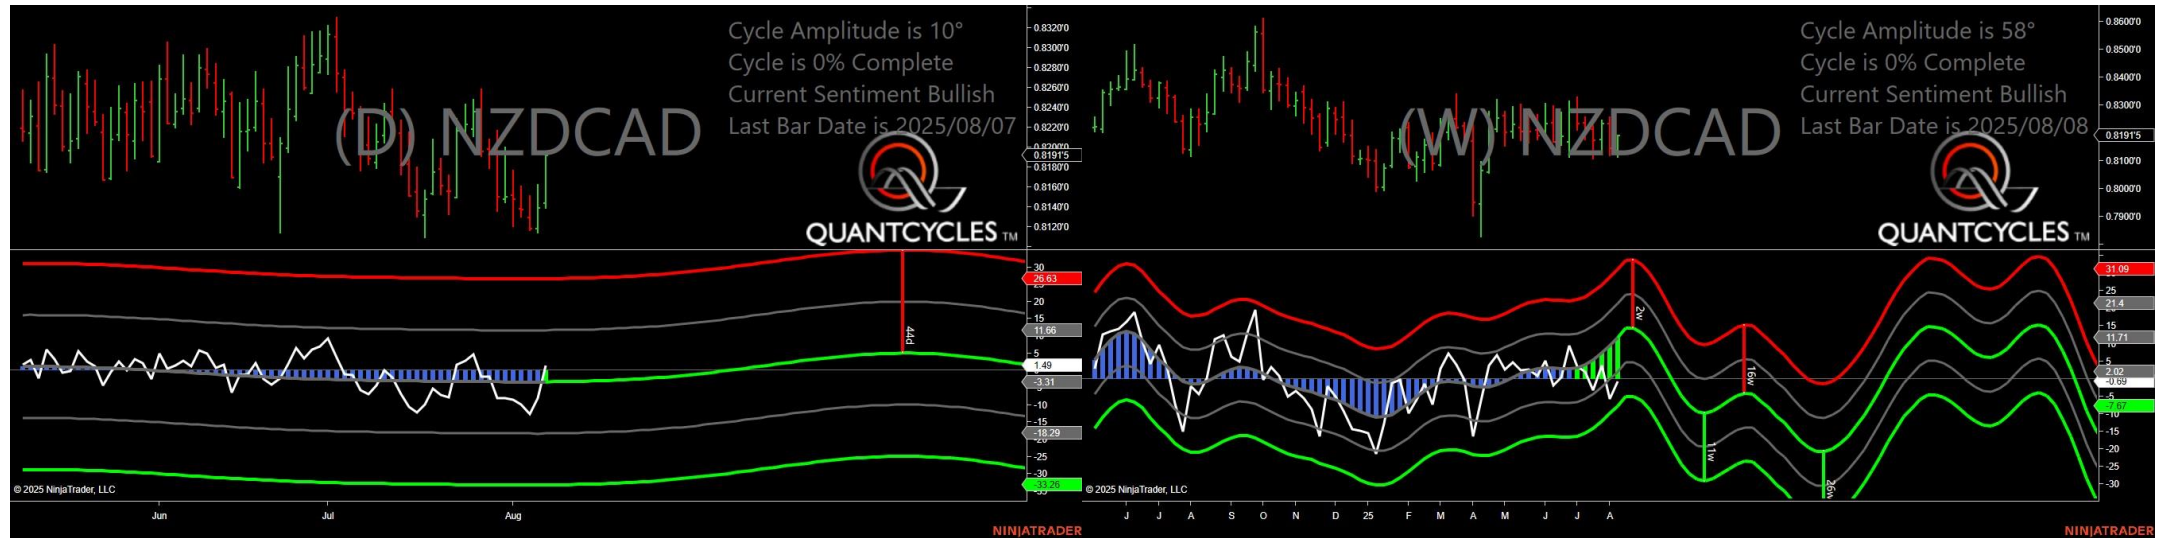 (D) NZDCAD
Cycle Amplitude is 10°
Cycle is 0% Complete
Current Sentiment Bullish
Last Bar Date is 2025/08/07
QUANTCYCLES TM
0.8320'0
0.8300'0
0.8280'0
0.8260'0
0.8240'0
0.8220'0
0.8200'0
0.8191'5
0.8180'0
0.8160'0
0.8140'0
0.8120'0
30
26.63
20
15
11.66
5
1.49
-3.31
-10
-15
-18.29
-25
-30
-33.26
44d
© 2025 NinjaTrader, LLC
Jun
Jul
Aug
NINJATRADER
(W) NZDCAD
Cycle Amplitude is 58°
Cycle is 0% Complete
Current Sentiment Bullish
Last Bar Date is 2025/08/08
QUANTCYCLES TM
0.8600'0
0.8500'0
0.8400'0
0.8300'0
0.8191'5
0.8100'0
0.8000'0
0.7900'0
31.09
25
21.4
15
11.71
5
2.02
-0.69
-5
-7.67
-15
-20
-25
-30
2w
11w
16w
26w
© 2025 NinjaTrader, LLC
J
J
A
S
O
N
D
25
F
M
A
M
J
J
A
NINJATRADER